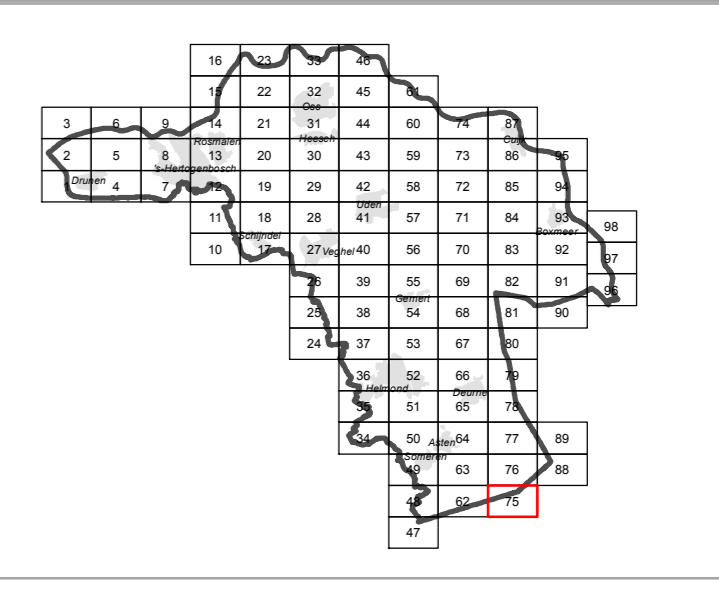 16 23 33 46
15 22 32 45 61
Oss
3 6 9 14 21 31 44 60 74 87
Rosmalen Heesch Cuijk
2 5 8 13 20 30 43 59 73 86 95
's-Hertogenbosch
Drunen
1 4 7 12 19 29 42 58 72 85 94
Uden
11 18 28 41 57 71 84 93 98
Schijndel Boxmeer
10 17 27 Veghel 40 56 70 83 92 97
26 39 55 69 82 91 96
Gemert
25 38 54 68 81 90
24 37 53 67 80
36 52 66 79
Helmond Deurne
35 51 65 78
34 50 Asten 64 77 89
Someren
49 63 76 88
48 62 75
47